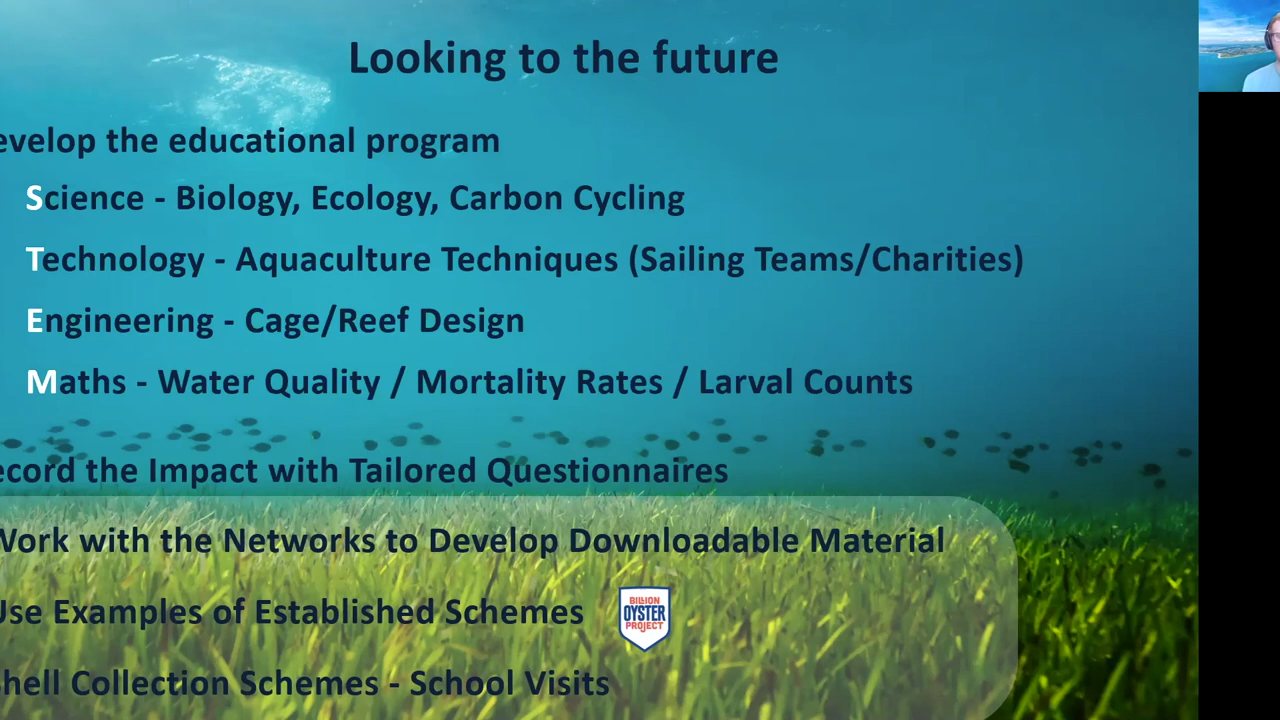 Looking to the future
evelop the educational program
Science - Biology, Ecology, Carbon Cycling
Technology - Aquaculture Techniques (Sailing Teams/Charities)
Engineering - Cage/Reef Design
Maths - Water Quality / Mortality Rates / Larval Counts
ecord the Impact with Tailored Questionnaires
Work with the Networks to Develop Downloadable Material
Use Examples of Established Schemes
BILLION
OYSTER
PROJECT
hell Collection Schemes - School Visits